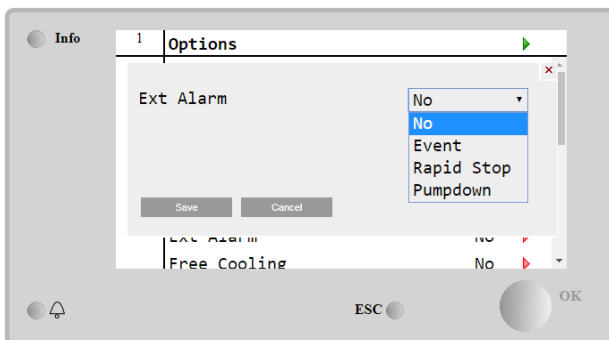 Info
1 Options
×
Ext Alarm No
No
Event
Rapid Stop
Pumpdown
Save Cancel
Ext Alarm No
Free Cooling No
ESC OK